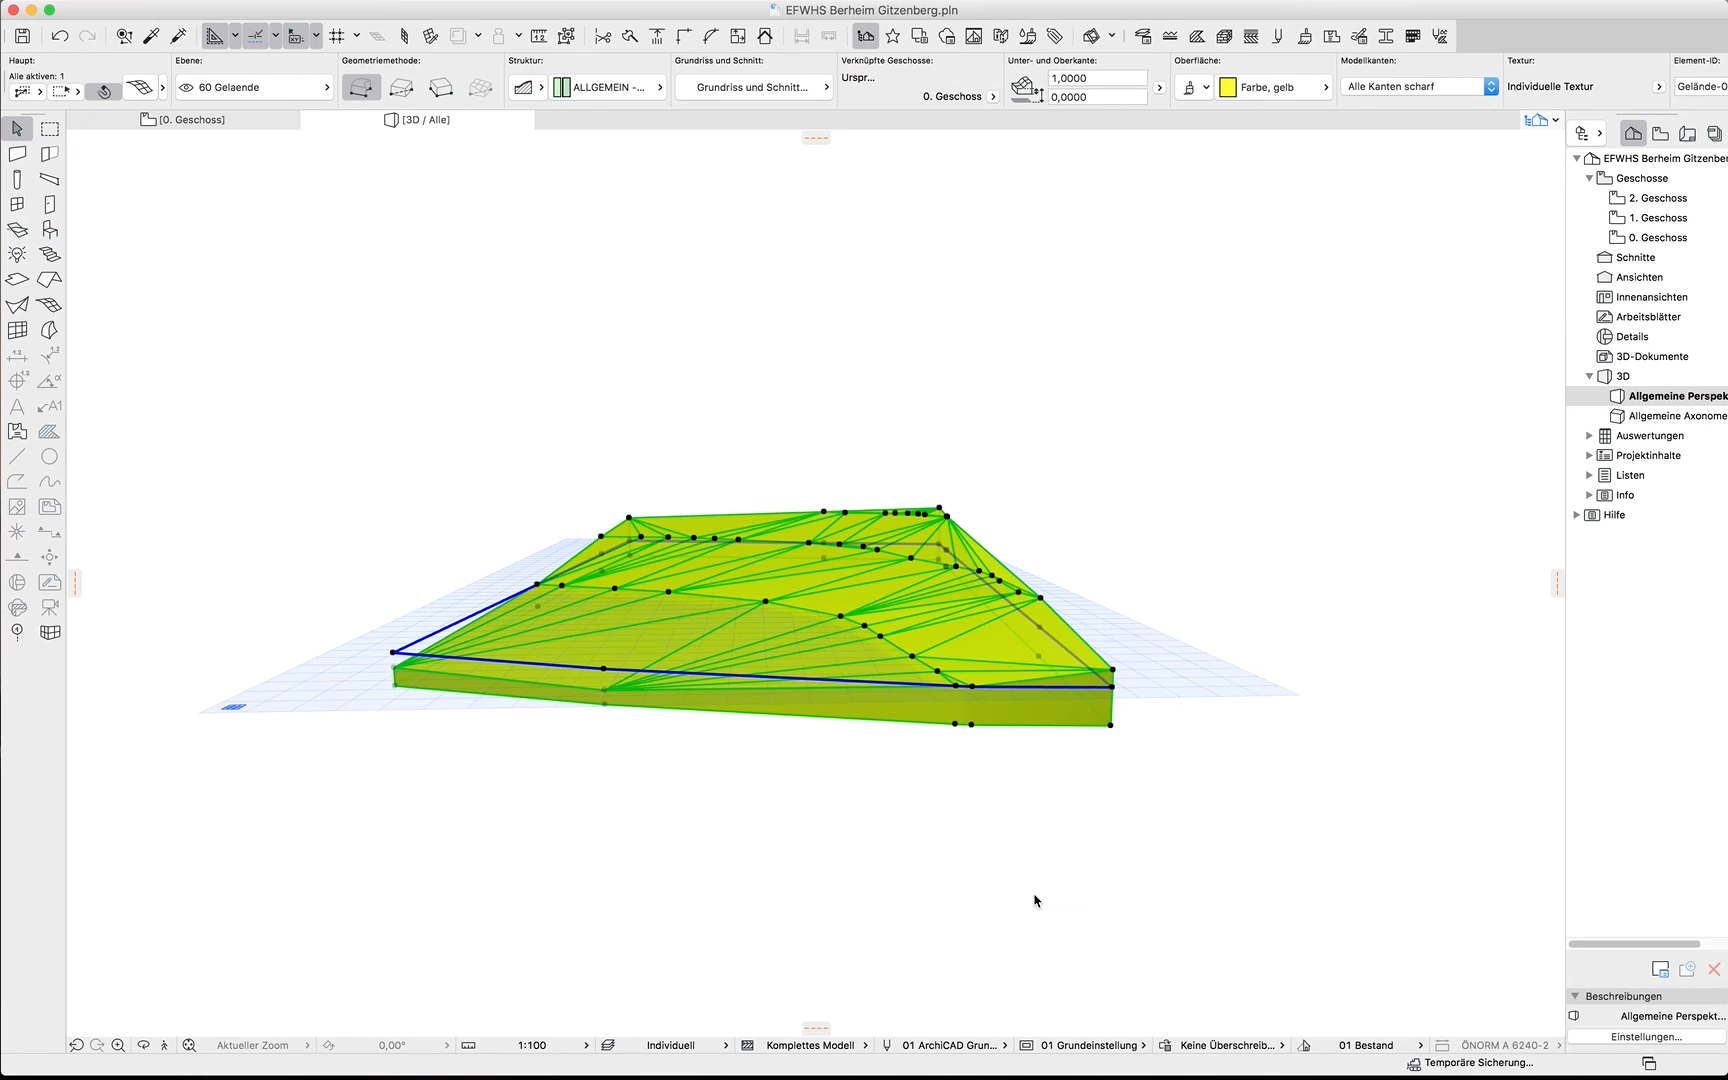 EFWHS Berheim Gitzenberg.pln
Haupt:
Alle aktiven: 1
Ebene:
60 Gelaende
Geometriemethode:
Struktur:
ALLGEMEIN -...
Grundriss und Schnitt:
Grundriss und Schnitt...
Verknüpfte Geschosse:
Urspr...
0. Geschoss
Unter- und Oberkante:
1,0000
0,0000
Oberfläche:
Farbe, gelb
Modellkanten:
Alle Kanten scharf
Textur:
Individuelle Textur
Element-ID:
Gelände-0
[0. Geschoss]
[3D / Alle]
EFWHS Berheim Gitzenber
Geschosse
2. Geschoss
1. Geschoss
0. Geschoss
Schnitte
Ansichten
Innenansichten
Arbeitsblätter
Details
3D-Dokumente
3D
Allgemeine Perspek
Allgemeine Axonome
Auswertungen
Projektinhalte
Listen
Info
Hilfe
Beschreibungen
Allgemeine Perspekt...
Einstellungen...
Aktueller Zoom
0,00°
1:100
Individuell
Komplettes Modell
01 ArchiCAD Grun...
01 Grundeinstellung
Keine Überschreib...
01 Bestand
ÖNORM A 6240-2
Temporäre Sicherung...